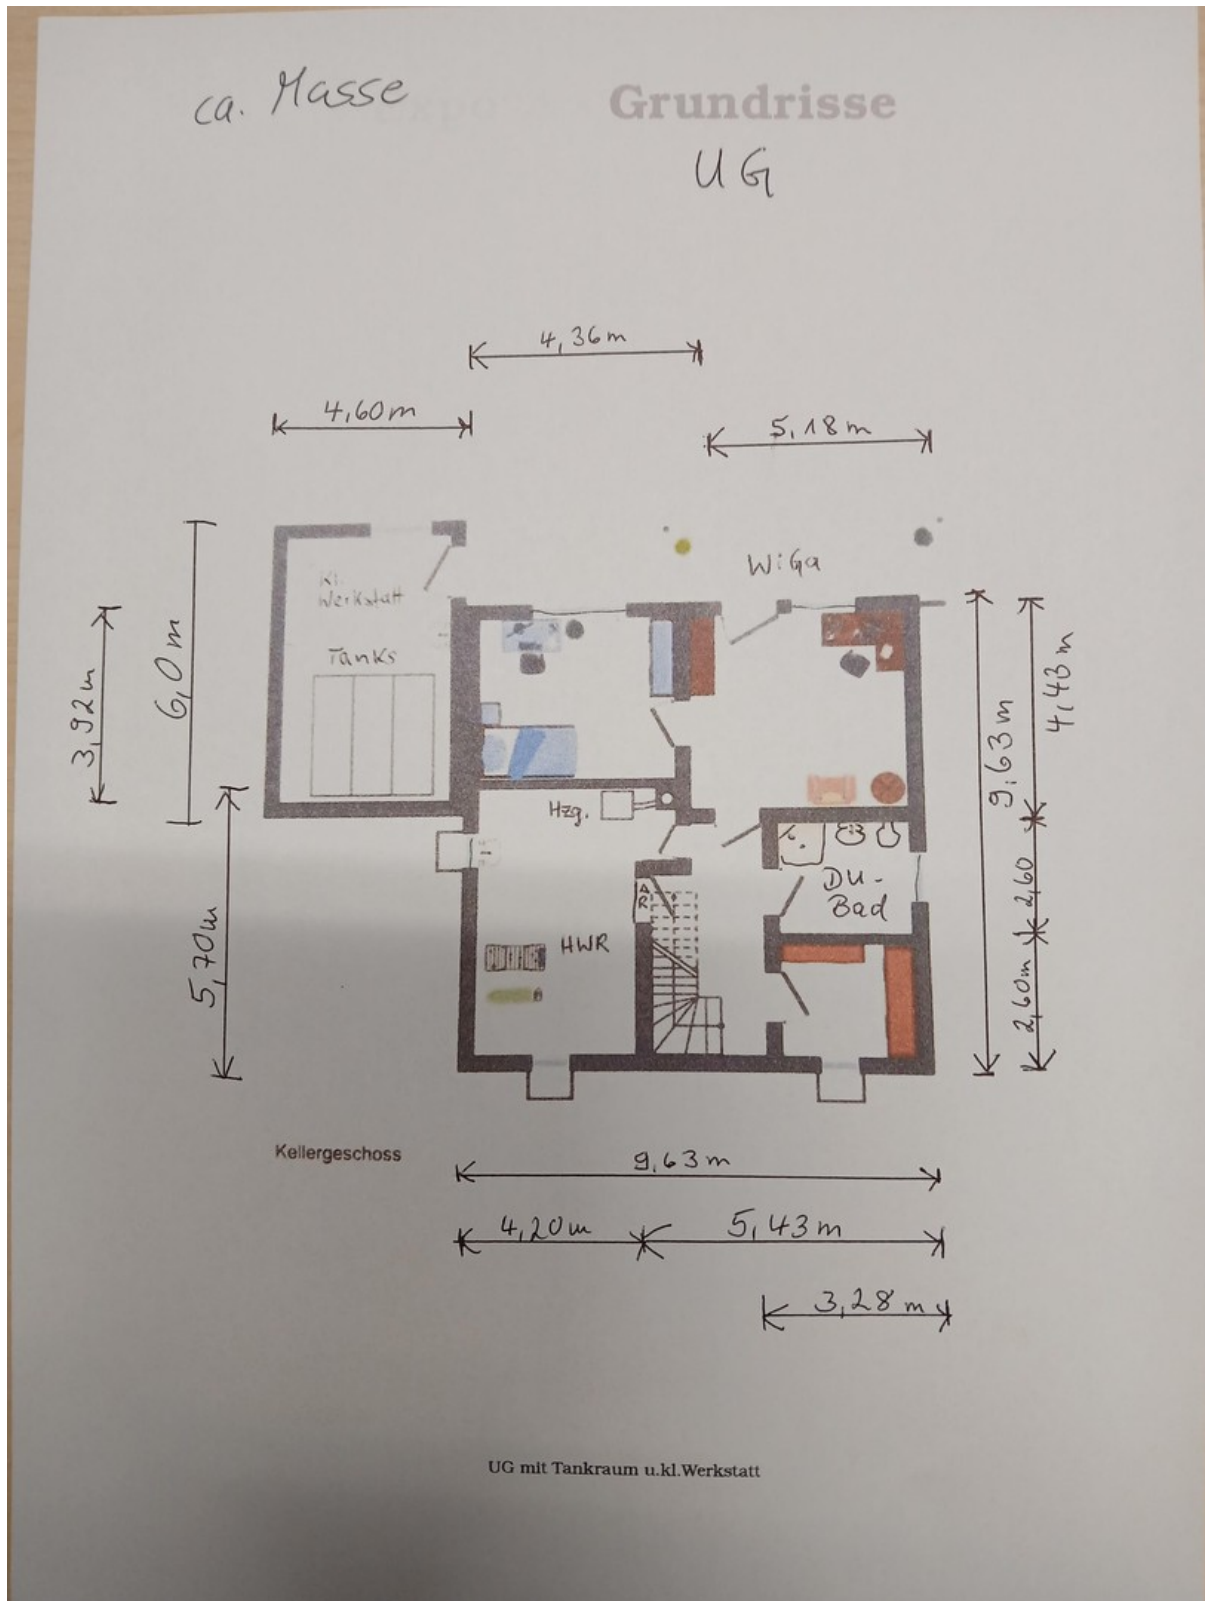 ca. Masse
Grundrisse
UG
4,36m
4,60m
5,18m
WiGa
Kl.
Werkstatt
Tanks
6,0m
3,92m
9,63m
4,43m
Hzg.
DU-
Bad
2,60
AR
HWR
5,70m
2,60m
Kellergeschoss
9,63m
4,20m
5,43m
3,28m
UG mit Tankraum u.kl.Werkstatt